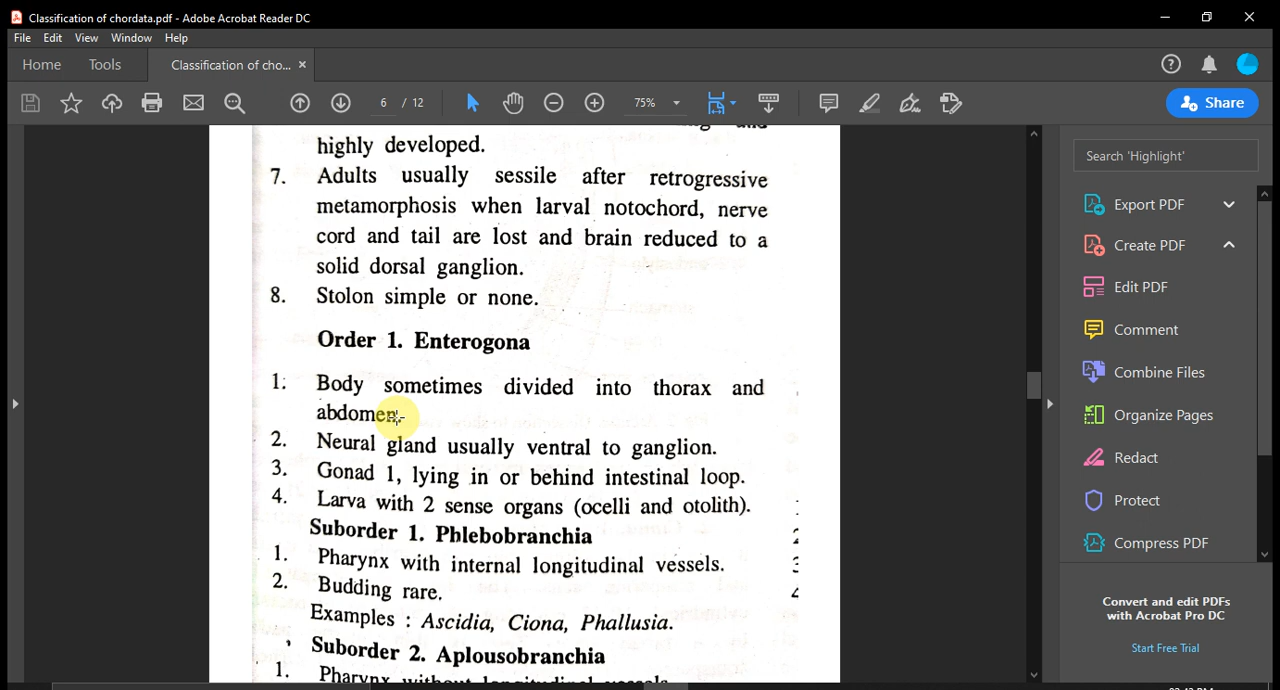 Classification of chordata.pdf - Adobe Acrobat Reader DC
File Edit View Window Help
Home Tools Classification of cho... ×
6 / 12 75% Share
highly developed.
7. Adults usually sessile after retrogressive
metamorphosis when larval notochord, nerve
cord and tail are lost and brain reduced to a
solid dorsal ganglion.
8. Stolon simple or none.
Order 1. Enterogona
1. Body sometimes divided into thorax and
abdomen.
2. Neural gland usually ventral to ganglion.
3. Gonad 1, lying in or behind intestinal loop.
4. Larva with 2 sense organs (ocelli and otolith).
Suborder 1. Phlebobranchia
1. Pharynx with internal longitudinal vessels.
2. Budding rare.
Examples : Ascidia, Ciona, Phallusia.
Suborder 2. Aplousobranchia
1. Pharynx without longitudinal vessels
Search 'Highlight'
Export PDF
Create PDF
Edit PDF
Comment
Combine Files
Organize Pages
Redact
Protect
Compress PDF
Convert and edit PDFs
with Acrobat Pro DC
Start Free Trial